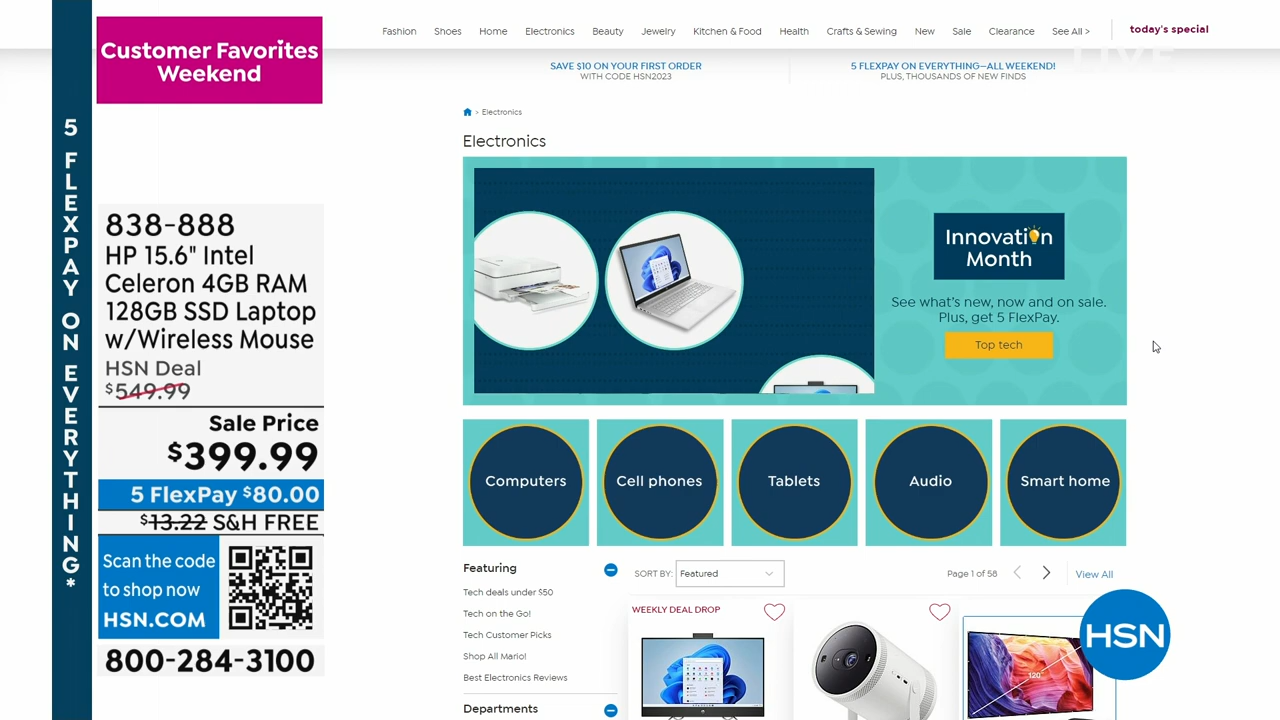 5 FLEXPAY ON EVERYTHING*
Customer Favorites
Weekend
838-888
HP 15.6" Intel
Celeron 4GB RAM
128GB SSD Laptop
w/Wireless Mouse
HSN Deal
$549.99
Sale Price
$399.99
5 FlexPay $80.00
$13.22 S&H FREE
Scan the code
to shop now
HSN.COM
800-284-3100
Fashion Shoes Home Electronics Beauty Jewelry Kitchen & Food Health Crafts & Sewing New Sale Clearance See All > today's special
LIVE
SAVE $10 ON YOUR FIRST ORDER
WITH CODE HSN2023
5 FLEXPAY ON EVERYTHING—ALL WEEKEND!
PLUS, THOUSANDS OF NEW FINDS
> Electronics
Electronics
Innovation
Month
See what's new, now and on sale.
Plus, get 5 FlexPay.
Top tech
Computers Cell phones Tablets Audio Smart home
Featuring
Tech deals under $50
Tech on the Go!
Tech Customer Picks
Shop All Mario!
Best Electronics Reviews
Departments
SORT BY: Featured
Page 1 of 58 View All
WEEKLY DEAL DROP
120"
HSN